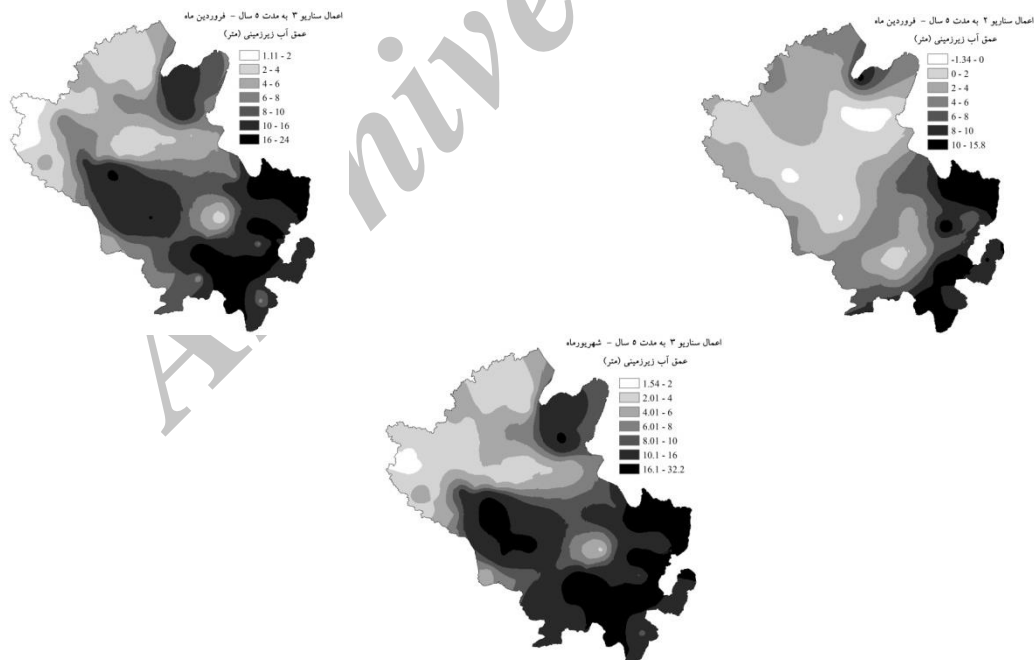 اعمال سناریو ۲ به مدت ۵ سال - فروردین ماه
عمق آب زیرزمینی (متر)
-1.34 - 0
0 - 2
2 - 4
4 - 6
6 - 8
8 - 10
10 - 15.8
اعمال سناریو ۳ به مدت ۵ سال - فروردین ماه
عمق آب زیرزمینی (متر)
1.11 - 2
2 - 4
4 - 6
6 - 8
8 - 10
10 - 16
16 - 24
اعمال سناریو ۳ به مدت ۵ سال - شهریورماه
عمق آب زیرزمینی (متر)
1.54 - 2
2.01 - 4
4.01 - 6
6.01 - 8
8.01 - 10
10.1 - 16
16.1 - 32.2